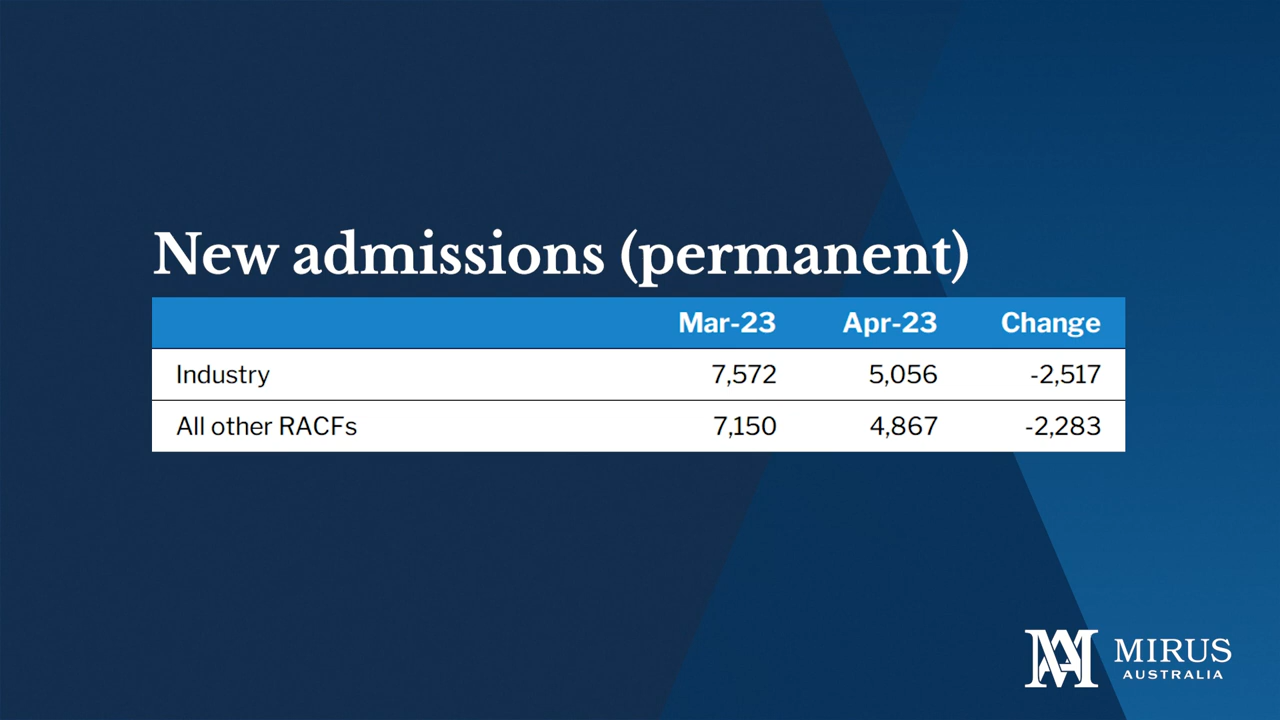 New admissions (permanent)
Mar-23 Apr-23 Change
Industry 7,572 5,056 -2,517
All other RACFs 7,150 4,867 -2,283
MIRUS
AUSTRALIA